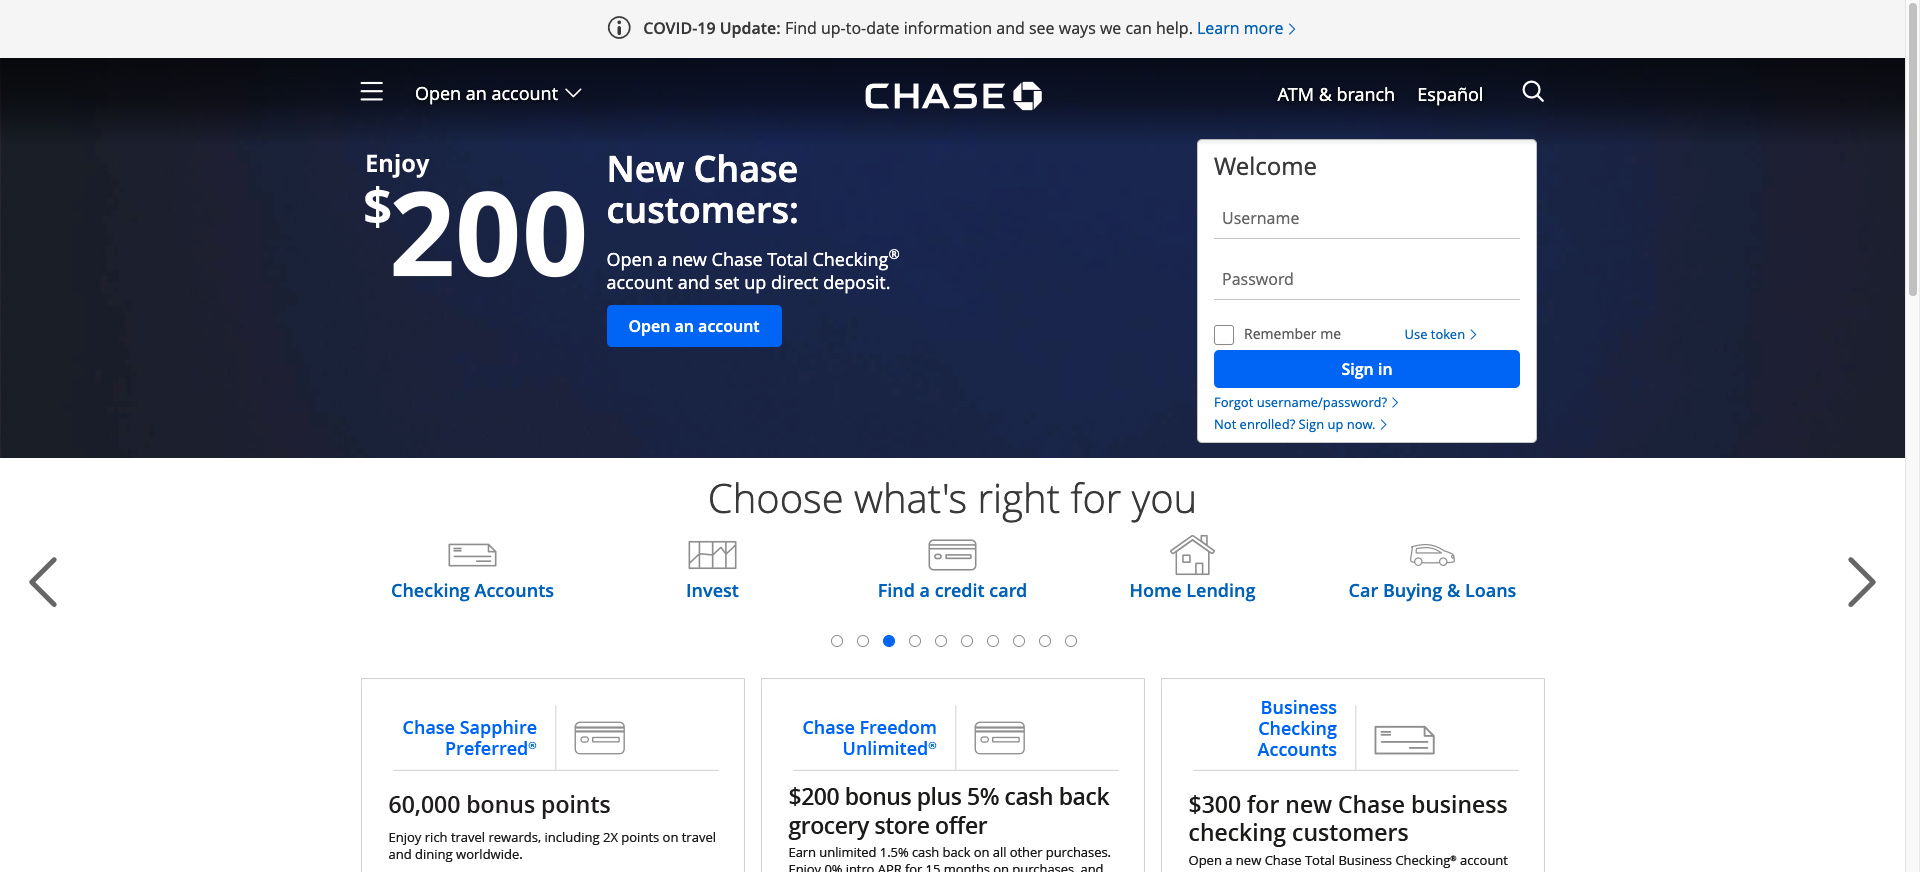 COVID-19 Update: Find up-to-date information and see ways we can help. Learn more
Open an account
CHASE
ATM & branch
Español
Enjoy
$200
New Chase
customers:
Open a new Chase Total Checking®
account and set up direct deposit.
Open an account
Welcome
Username
Password
Remember me
Use token
Sign in
Forgot username/password?
Not enrolled? Sign up now.
Choose what's right for you
Checking Accounts
Invest
Find a credit card
Home Lending
Car Buying & Loans
Chase Sapphire
Preferred®
60,000 bonus points
Enjoy rich travel rewards, including 2X points on travel
and dining worldwide.
Chase Freedom
Unlimited®
$200 bonus plus 5% cash back
grocery store offer
Earn unlimited 1.5% cash back on all other purchases.
Enjoy 0% intro APR for 15 months on purchases, and
Business
Checking
Accounts
$300 for new Chase business
checking customers
Open a new Chase Total Business Checking® account